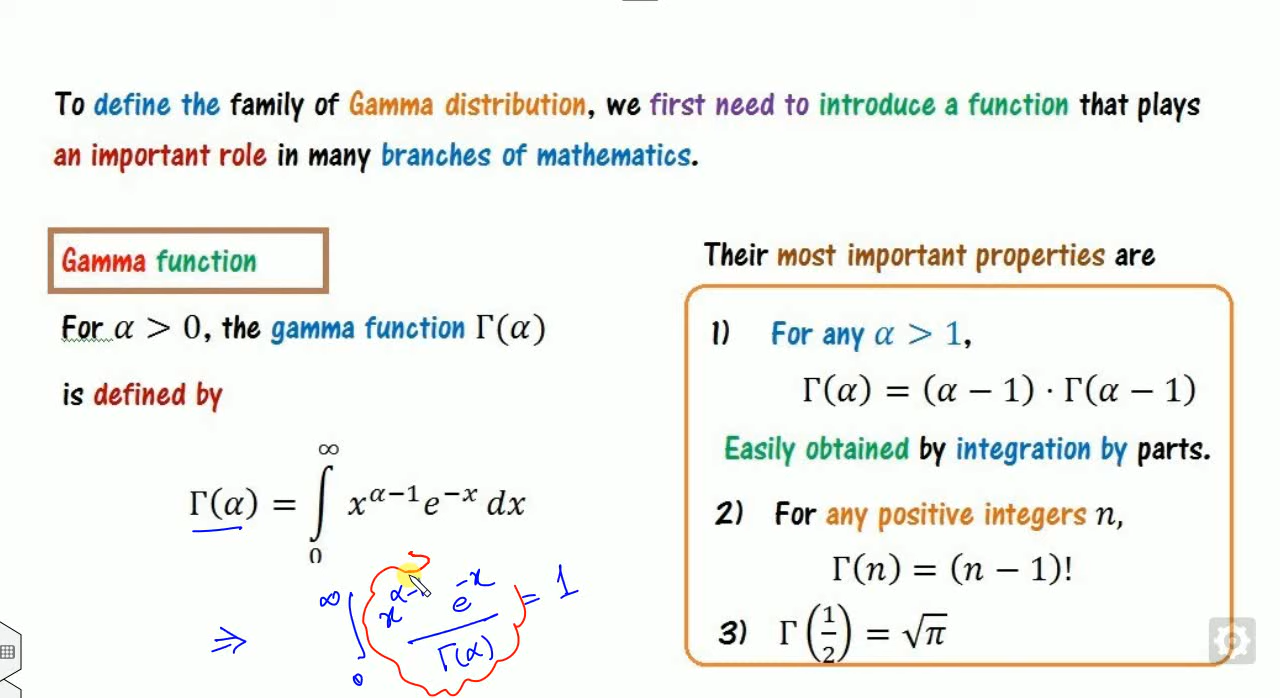 To define the family of Gamma distribution, we first need to introduce a function that plays
an important role in many branches of mathematics.
Gamma function
For α > 0, the gamma function Γ(α)
is defined by
Γ(α) = ∫₀^∞ x^{α−1} e^{−x} dx
⇒ ∫₀^∞ x^{α−} e^{−x} / Γ(α) = 1
Their most important properties are
1) For any α > 1,
Γ(α) = (α − 1) · Γ(α − 1)
Easily obtained by integration by parts.
2) For any positive integers n,
Γ(n) = (n − 1)!
3) Γ(1/2) = √π